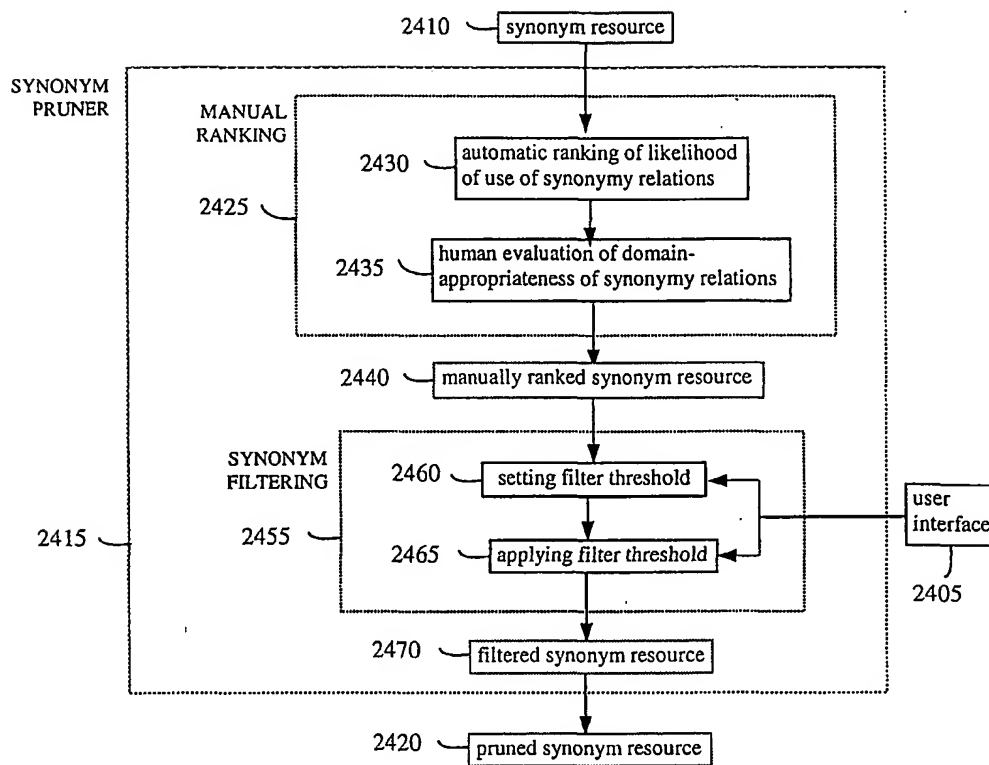 2410
synonym resource
SYNONYM
PRUNER
MANUAL
RANKING
2430
automatic ranking of likelihood
of use of synonymy relations
2425
2435
human evaluation of domain-
appropriateness of synonymy relations
2440
manually ranked synonym resource
SYNONYM
FILTERING
2460
setting filter threshold
user
interface
2415
2455
2465
applying filter threshold
2405
2470
filtered synonym resource
2420
pruned synonym resource